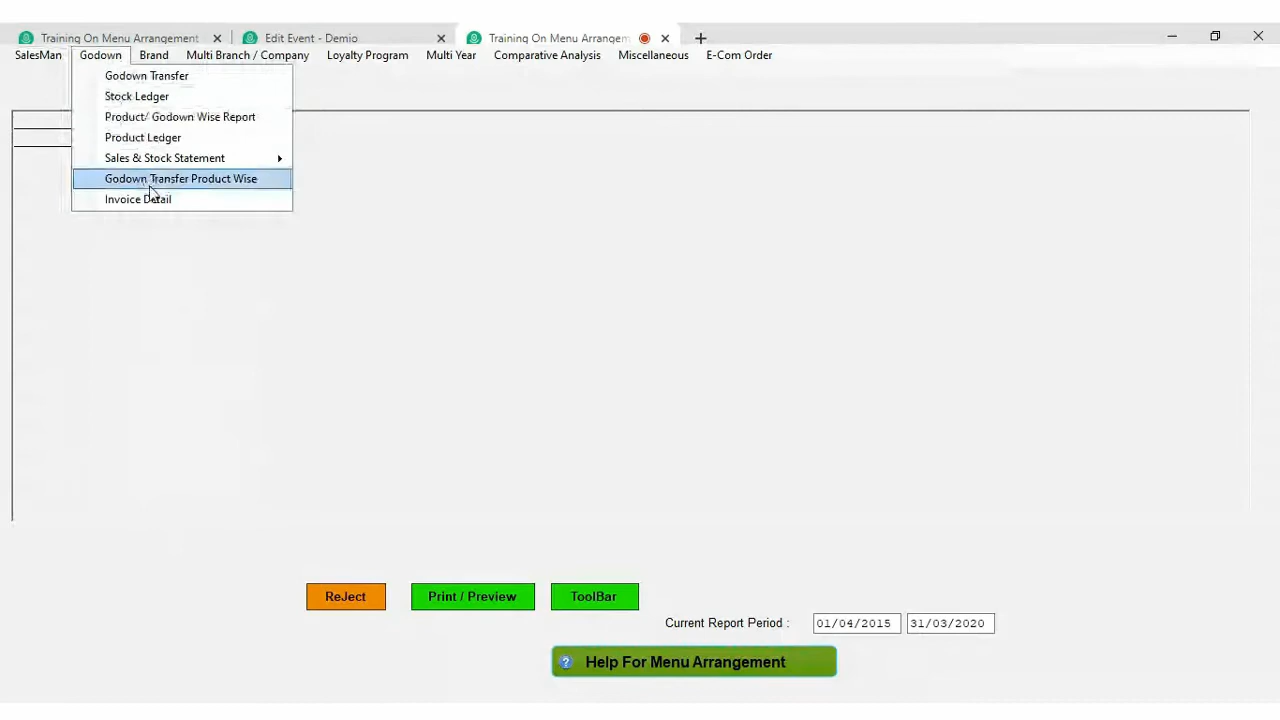 Training On Menu Arrangement
Edit Event - Demio
Training On Menu Arrangem
SalesMan Godown Brand Multi Branch / Company Loyalty Program Multi Year Comparative Analysis Miscellaneous E-Com Order
Godown Transfer
Stock Ledger
Product/ Godown Wise Report
Product Ledger
Sales & Stock Statement
Godown Transfer Product Wise
Invoice Detail
ReJect Print / Preview ToolBar
Current Report Period : 01/04/2015 31/03/2020
? Help For Menu Arrangement